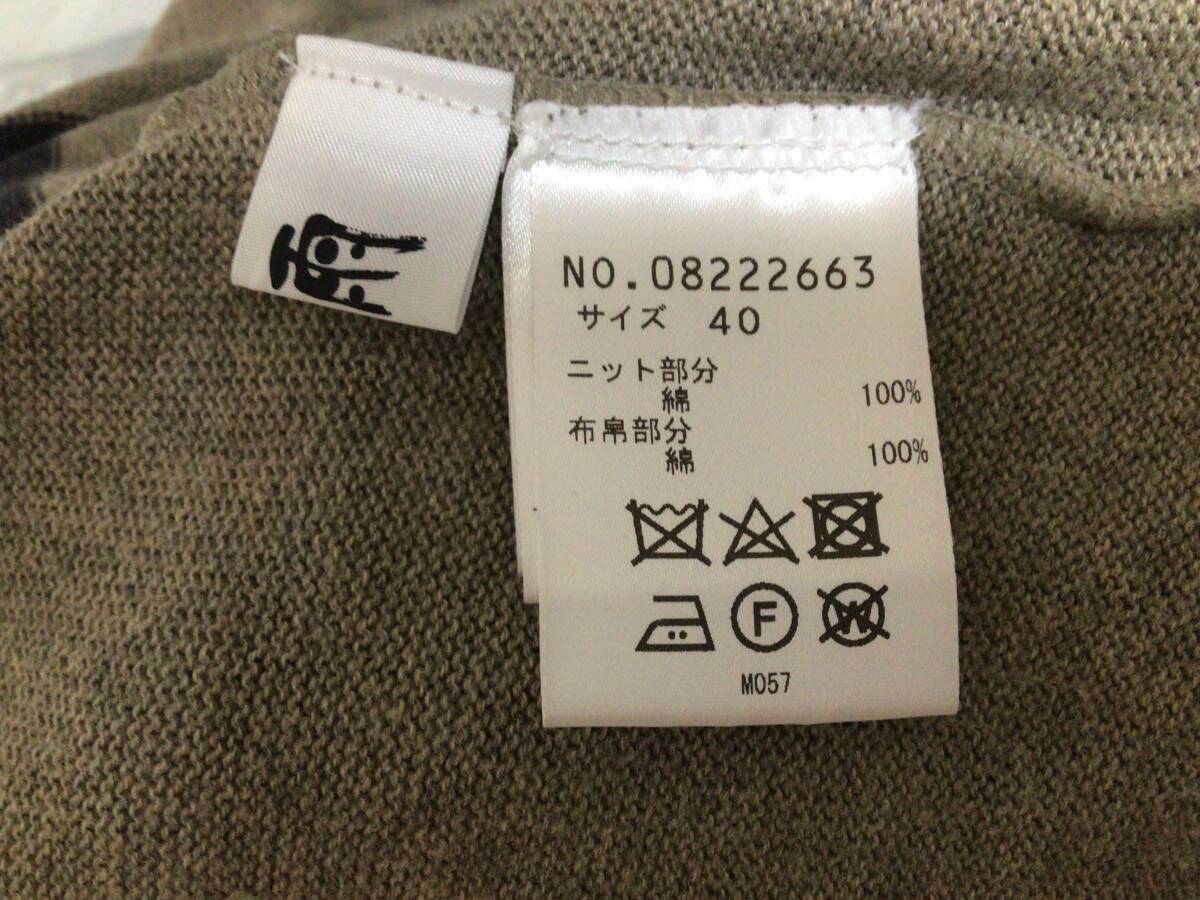 NO.08222663
サイズ 40
ニット部分
綿 100%
布帛部分
綿 100%
F
W
M057